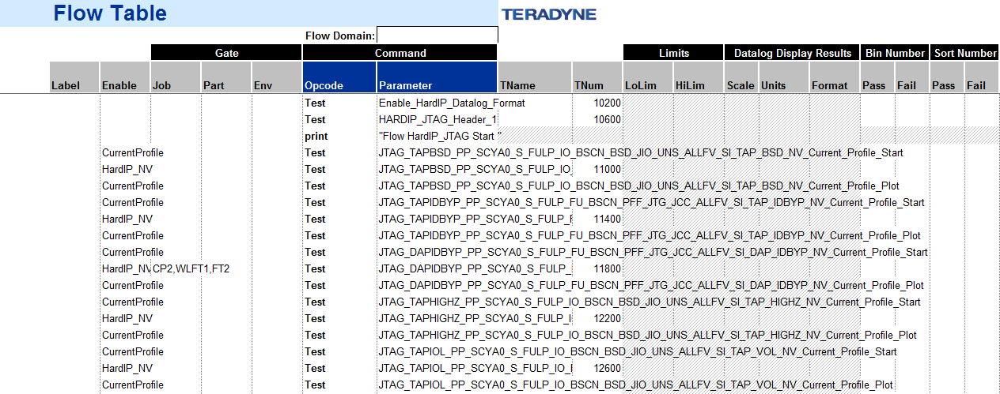 Flow Table TERADYNE
Flow Domain:
Gate Command Limits Datalog Display Results Bin Number Sort Number
Label Enable Job Part Env Opcode Parameter TName TNum LoLim HiLim Scale Units Format Pass Fail Pass Fail
Test Enable_HardIP_Datalog_Format 10200
Test HARDIP_JTAG_Header_1 10600
print "Flow HardIP_JTAG Start "
CurrentProfile Test JTAG_TAPBSD_PP_SCYA0_S_FULP_IO_BSCN_BSD_JIO_UNS_ALLFV_SI_TAP_BSD_NV_Current_Profile_Start
HardIP_NV Test JTAG_TAPBSD_PP_SCYA0_S_FULP_IO_ 11000
CurrentProfile Test JTAG_TAPBSD_PP_SCYA0_S_FULP_IO_BSCN_BSD_JIO_UNS_ALLFV_SI_TAP_BSD_NV_Current_Profile_Plot
CurrentProfile Test JTAG_TAPIDBYP_PP_SCYA0_S_FULP_FU_BSCN_PFF_JTG_JCC_ALLFV_SI_TAP_IDBYP_NV_Current_Profile_Start
HardIP_NV Test JTAG_TAPIDBYP_PP_SCYA0_S_FULP_F 11400
CurrentProfile Test JTAG_TAPIDBYP_PP_SCYA0_S_FULP_FU_BSCN_PFF_JTG_JCC_ALLFV_SI_TAP_IDBYP_NV_Current_Profile_Plot
CurrentProfile Test JTAG_DAPIDBYP_PP_SCYA0_S_FULP_FU_BSCN_PFF_JTG_JCC_ALLFV_SI_DAP_IDBYP_NV_Current_Profile_Start
HardIP_NV CP2,WLFT1,FT2 Test JTAG_DAPIDBYP_PP_SCYA0_S_FULP_ 11800
CurrentProfile Test JTAG_DAPIDBYP_PP_SCYA0_S_FULP_FU_BSCN_PFF_JTG_JCC_ALLFV_SI_DAP_IDBYP_NV_Current_Profile_Plot
CurrentProfile Test JTAG_TAPHIGHZ_PP_SCYA0_S_FULP_IO_BSCN_BSD_JIO_UNS_ALLFV_SI_TAP_HIGHZ_NV_Current_Profile_Start
HardIP_NV Test JTAG_TAPHIGHZ_PP_SCYA0_S_FULP_I 12200
CurrentProfile Test JTAG_TAPHIGHZ_PP_SCYA0_S_FULP_IO_BSCN_BSD_JIO_UNS_ALLFV_SI_TAP_HIGHZ_NV_Current_Profile_Plot
CurrentProfile Test JTAG_TAPIOL_PP_SCYA0_S_FULP_IO_BSCN_BSD_JIO_UNS_ALLFV_SI_TAP_VOL_NV_Current_Profile_Start
HardIP_NV Test JTAG_TAPIOL_PP_SCYA0_S_FULP_IO_ 12600
CurrentProfile Test JTAG_TAPIOL_PP_SCYA0_S_FULP_IO_BSCN_BSD_JIO_UNS_ALLFV_SI_TAP_VOL_NV_Current_Profile_Plot